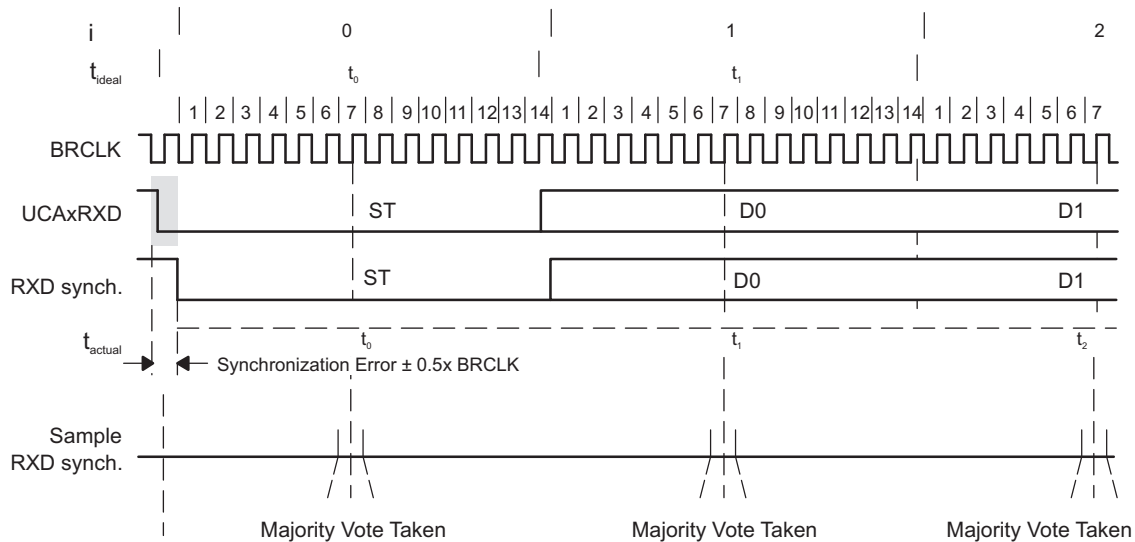 i 0 1 2
tideal t0 t1
1 2 3 4 5 6 7 8 9 10 11 12 13 14 1 2 3 4 5 6 7 8 9 10 11 12 13 14 1 2 3 4 5 6 7
BRCLK
UCAxRXD ST D0 D1
RXD synch. ST D0 D1
tactual t0 t1 t2
Synchronization Error ± 0.5x BRCLK
Sample
RXD synch.
Majority Vote Taken Majority Vote Taken Majority Vote Taken